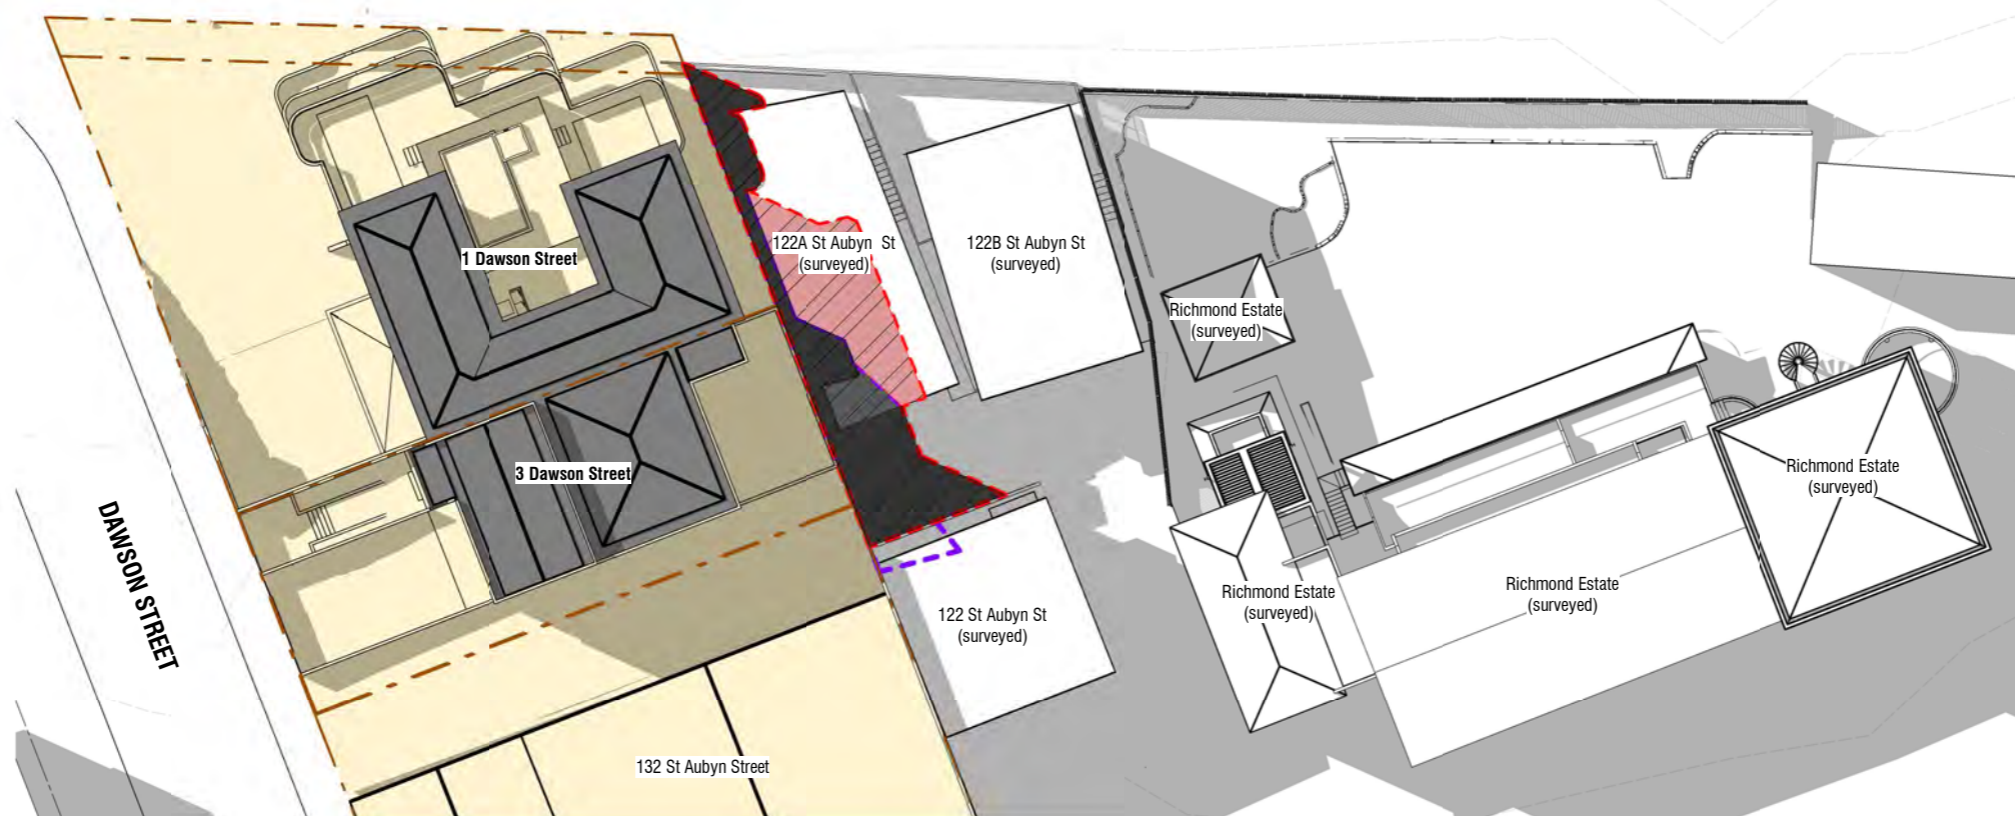 122A St Aubyn St
(surveyed)
122B St Aubyn St
(surveyed)
1 Dawson Street
Richmond Estate
(surveyed)
3 Dawson Street
Richmond Estate
(surveyed)
DAWSON STREET
Richmond Estate
(surveyed)
Richmond Estate
(surveyed)
122 St Aubyn St
(surveyed)
132 St Aubyn Street